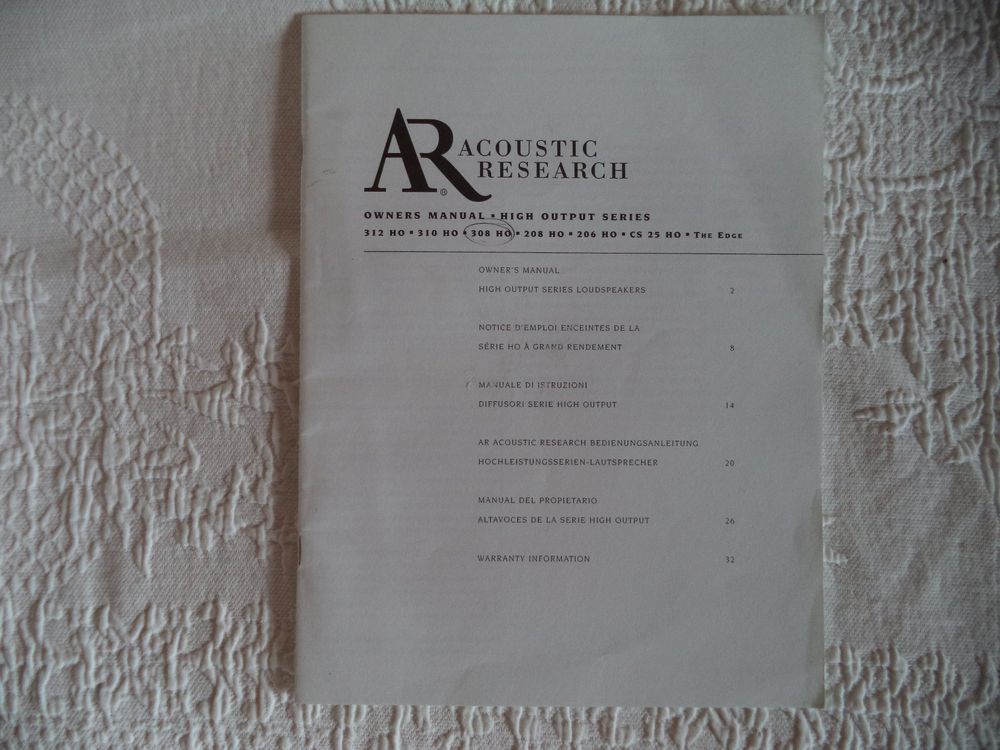 AR ACOUSTIC
RESEARCH
®
OWNERS MANUAL ▪ HIGH OUTPUT SERIES
312 HO ▪ 310 HO ▪ 308 HO ▪ 208 HO ▪ 206 HO ▪ CS 25 HO ▪ THE EDGE
OWNER'S MANUAL
HIGH OUTPUT SERIES LOUDSPEAKERS 2
NOTICE D'EMPLOI ENCEINTES DE LA
SÉRIE HO À GRAND RENDEMENT 8
MANUALE DI ISTRUZIONI
DIFFUSORI SERIE HIGH OUTPUT 14
AR ACOUSTIC RESEARCH BEDIENUNGSANLEITUNG
HOCHLEISTUNGSSERIEN-LAUTSPRECHER 20
MANUAL DEL PROPIETARIO
ALTAVOCES DE LA SERIE HIGH OUTPUT 26
WARRANTY INFORMATION 32